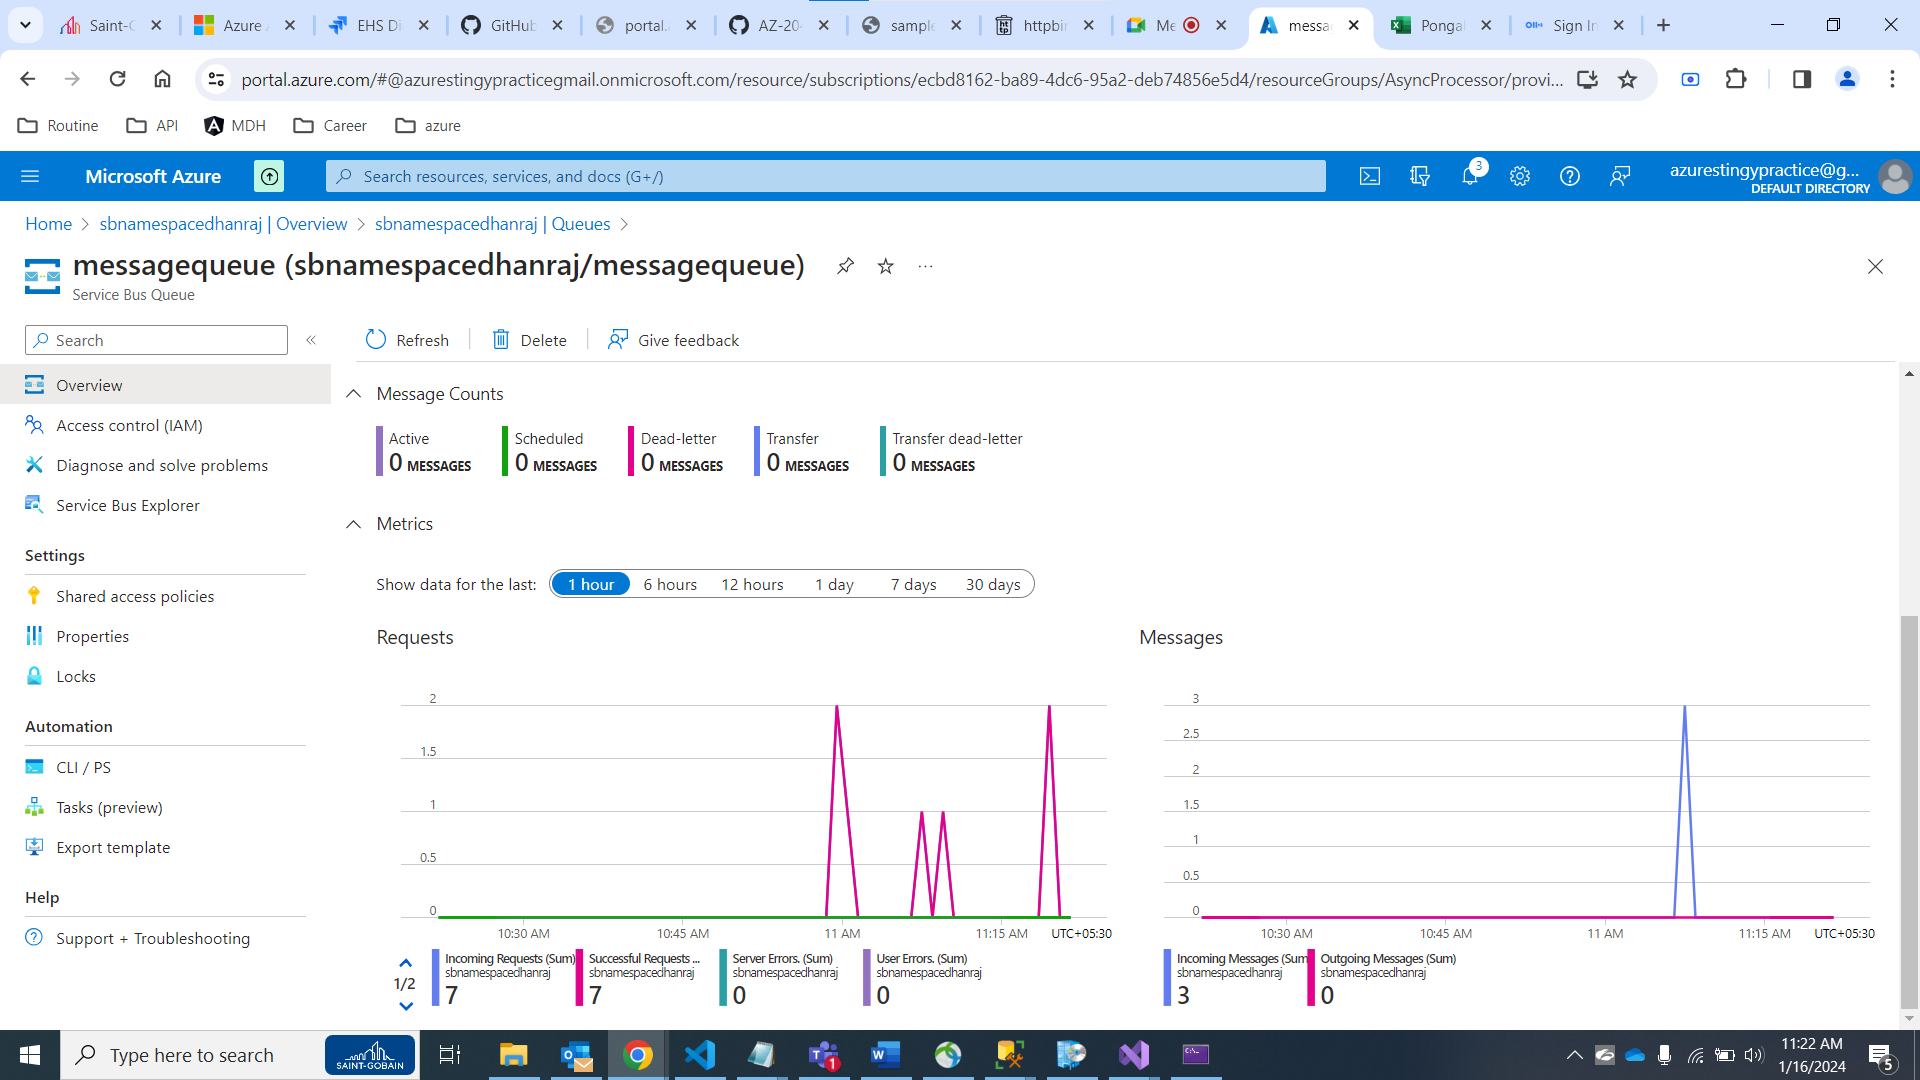 Saint-G
Azure A
EHS Di
GitHub
portal.a
AZ-20
sample
httpbin
Me
messag
Pongal
Sign In
portal.azure.com/#@azurestingypracticegmail.onmicrosoft.com/resource/subscriptions/ecbd8162-ba89-4dc6-95a2-deb74856e5d4/resourceGroups/AsyncProcessor/provi...
Routine API MDH Career azure
Microsoft Azure
Search resources, services, and docs (G+/)
3
azurestingypractice@g...
DEFAULT DIRECTORY
Home > sbnamespacedhanraj | Overview > sbnamespacedhanraj | Queues >
messagequeue (sbnamespacedhanraj/messagequeue)
Service Bus Queue
Search
Refresh Delete Give feedback
Overview
Access control (IAM)
Diagnose and solve problems
Service Bus Explorer
Settings
Shared access policies
Properties
Locks
Automation
CLI / PS
Tasks (preview)
Export template
Help
Support + Troubleshooting
Message Counts
Active
0 MESSAGES
Scheduled
0 MESSAGES
Dead-letter
0 MESSAGES
Transfer
0 MESSAGES
Transfer dead-letter
0 MESSAGES
Metrics
Show data for the last: 1 hour 6 hours 12 hours 1 day 7 days 30 days
Requests
2
1.5
1
0.5
0
10:30 AM 10:45 AM 11 AM 11:15 AM UTC+05:30
1/2
Incoming Requests (Sum)
sbnamespacedhanraj
7
Successful Requests ...
sbnamespacedhanraj
7
Server Errors. (Sum)
sbnamespacedhanraj
0
User Errors. (Sum)
sbnamespacedhanraj
0
Messages
3
2.5
2
1.5
1
0.5
0
10:30 AM 10:45 AM 11 AM 11:15 AM UTC+05:30
Incoming Messages (Sum
sbnamespacedhanraj
3
Outgoing Messages (Sum)
sbnamespacedhanraj
0
Type here to search
SAINT-GOBAIN
1
11:22 AM
1/16/2024
5